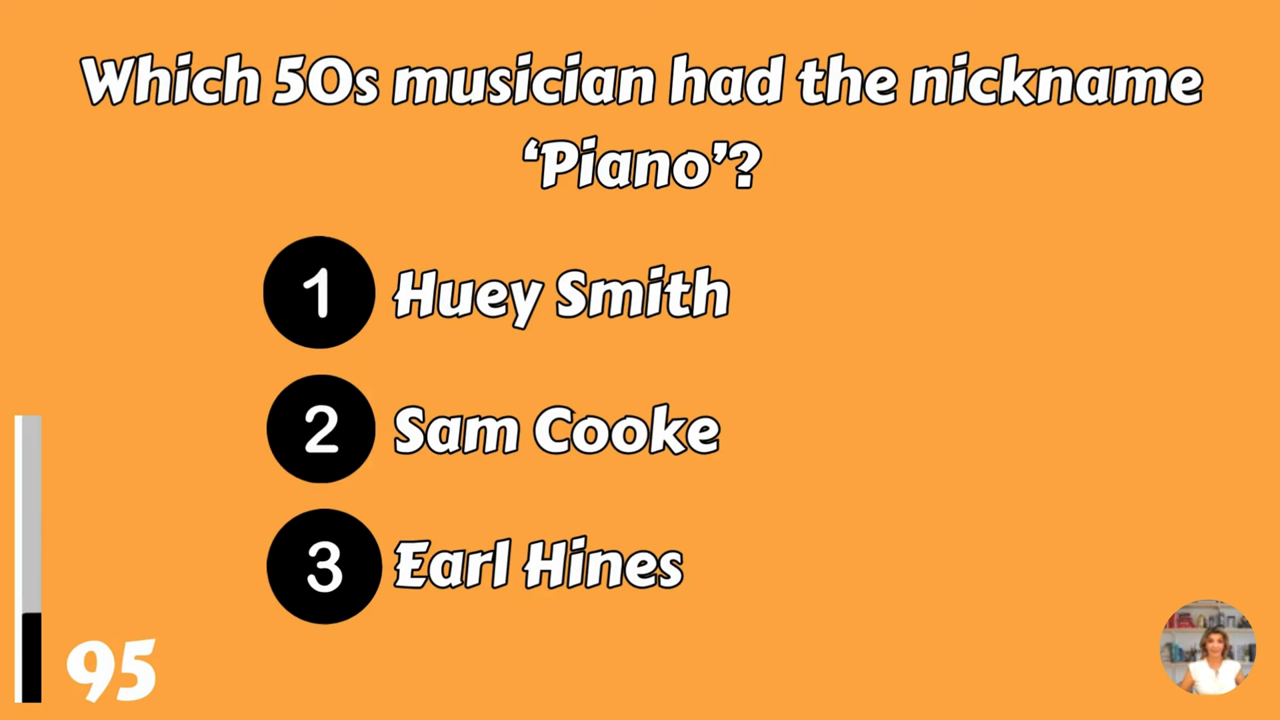 Which 50s musician had the nickname
‘Piano’?
1 Huey Smith
2 Sam Cooke
3 Earl Hines
95